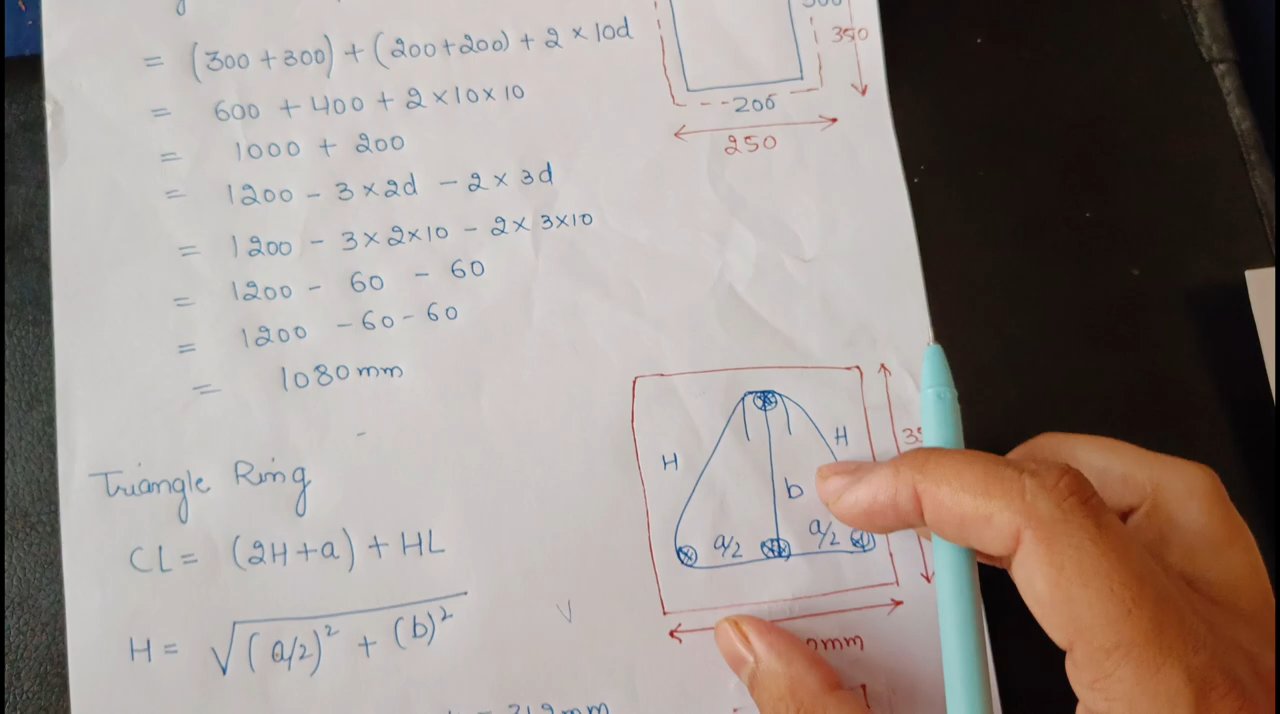 = (300+300) + (200+200) + 2 × 10d
= 600 + 400 + 2×10×10
= 1000 + 200
= 1200 - 3×2d - 2×3d
= 1200 - 3×2×10 - 2×3×10
= 1200 - 60 - 60
= 1200 - 60 - 60
= 1080mm
350
200
250
Triangle Ring
CL = (2H+a) + HL
H = √(a/2)² + (b)²
H
H
b
a/2
a/2
mm